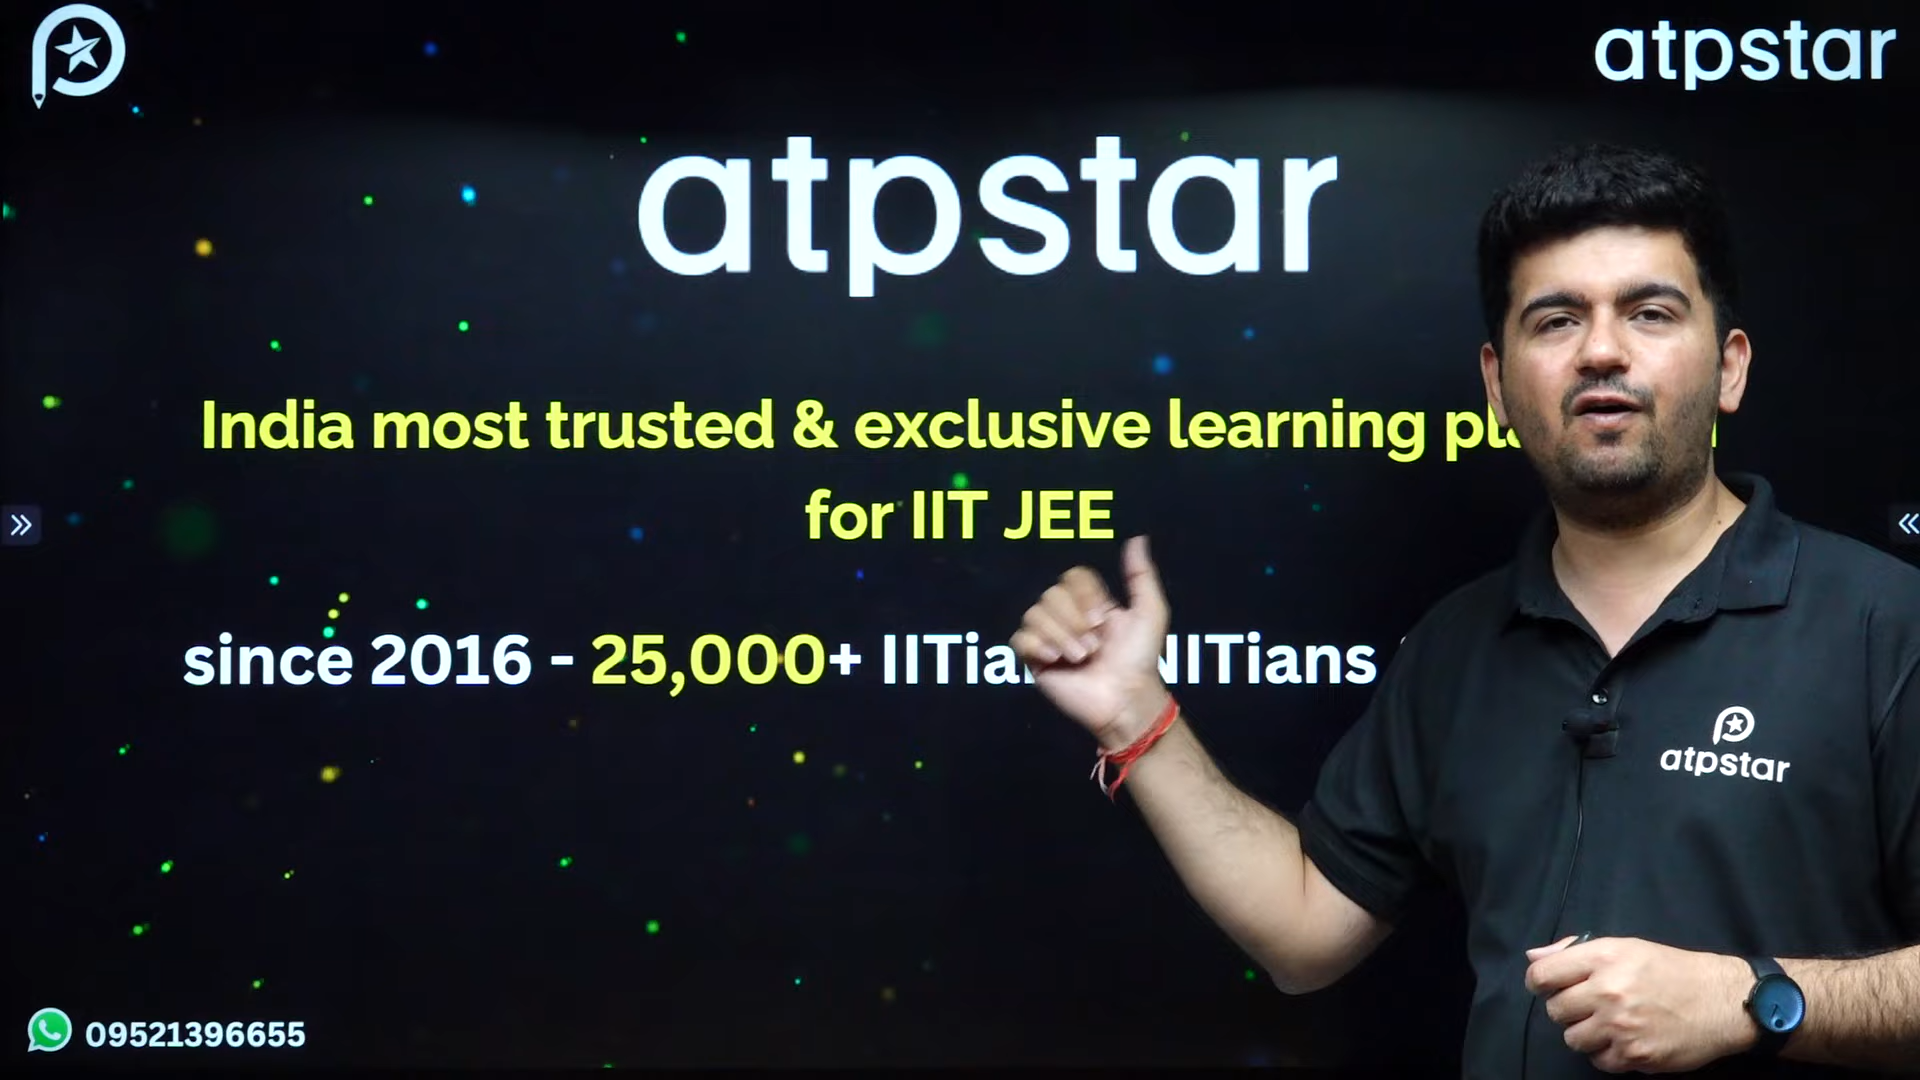 atpstar
atpstar
India most trusted & exclusive learning
for IIT JEE
since 2016 - 25,000+ NITians
atpstar
09521396655